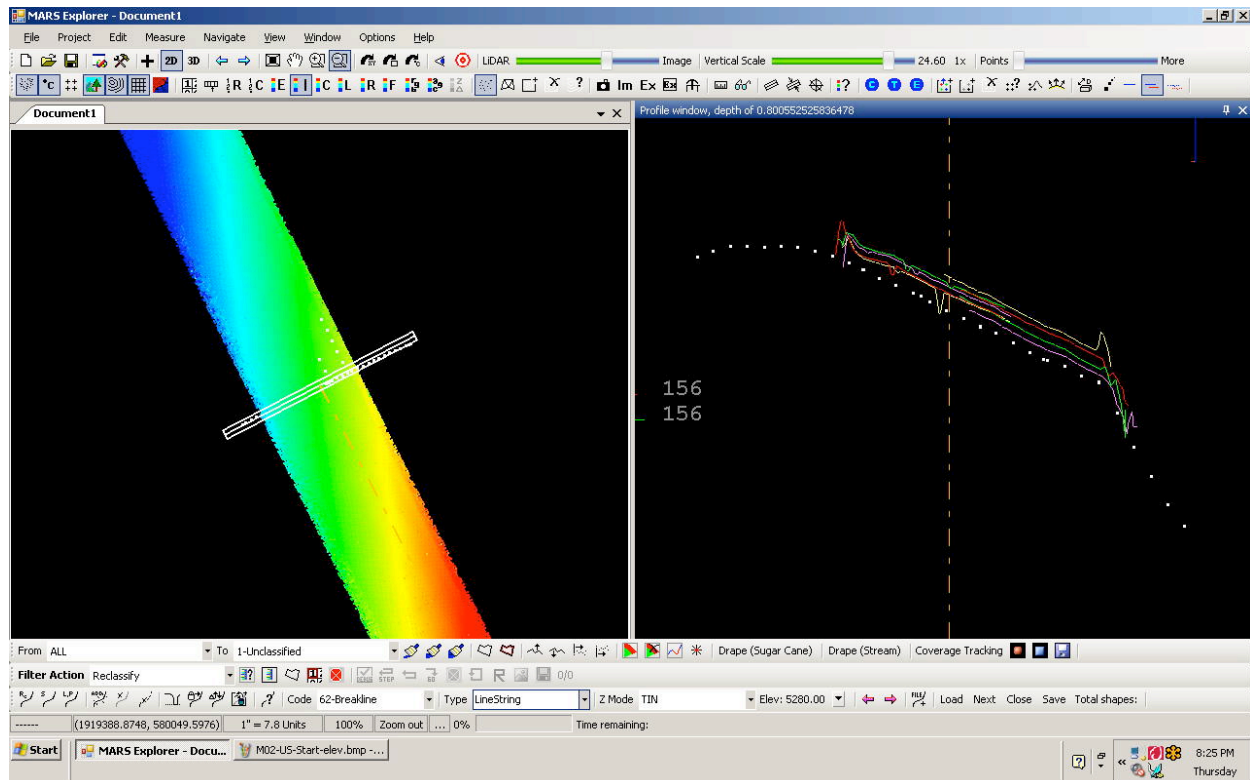 MARS Explorer - Document1
File Project Edit Measure Navigate View Window Options Help
2D 3D LiDAR Image Vertical Scale 24.60 1x Points More
°C R C E I C L R F Im Ex C T E
Document1
Profile window, depth of 0.800552525836478
156
156
From ALL To 1-Unclassified Drape (Sugar Cane) Drape (Stream) Coverage Tracking
Filter Action Reclassify STEP R 0/0
Code 62-Breakline Type LineString Z Mode TIN Elev: 5280.00 Load Next Close Save Total shapes:
------ (1919388.8748, 580049.5976) 1" = 7.8 Units 100% Zoom out ... 0% Time remaining:
Start MARS Explorer - Docu... M02-US-Start-elev.bmp -... 8:25 PM
Thursday